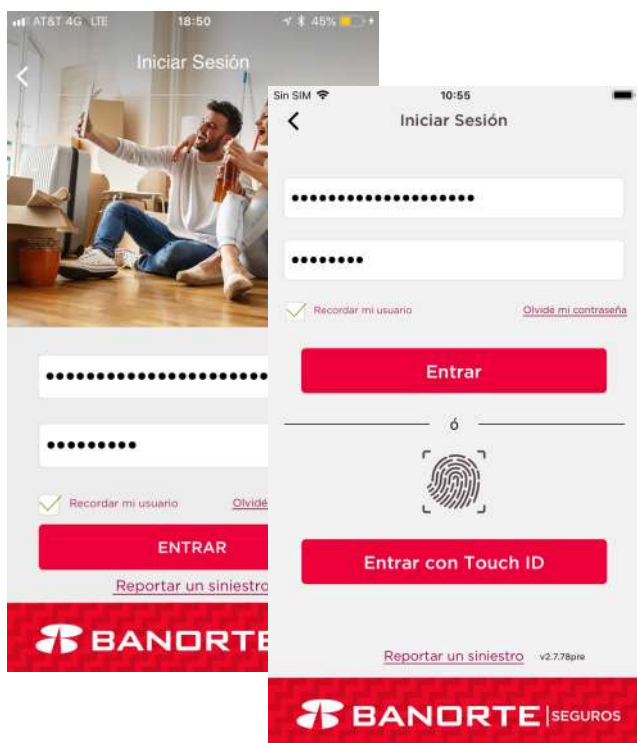 AT&T 4G LTE 18:50 45%
Iniciar Sesión
•••••••••••••••••••••••
•••••••••
Recordar mi usuario Olvidé
ENTRAR
Reportar un siniestro
BANORTE
Sin SIM 10:55
Iniciar Sesión
••••••••••••••••••••
••••••••
Recordar mi usuario Olvidé mi contraseña
Entrar
ó
Entrar con Touch ID
Reportar un siniestro v2.7.78pre
BANORTE | SEGUROS